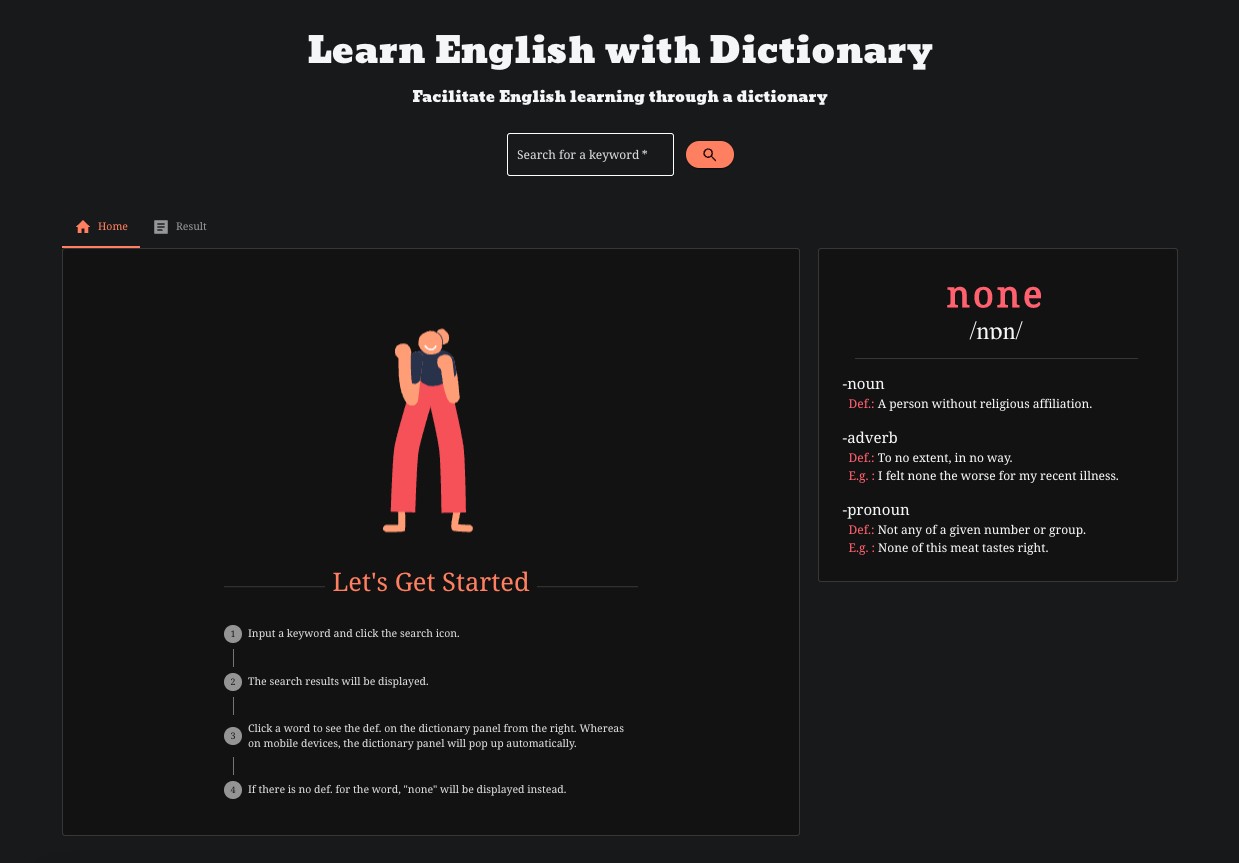 Learn English with Dictionary
Facilitate English learning through a dictionary
Search for a keyword *
Home
Result
Let's Get Started
1 Input a keyword and click the search icon.
2 The search results will be displayed.
3 Click a word to see the def. on the dictionary panel from the right. Whereas
on mobile devices, the dictionary panel will pop up automatically.
4 If there is no def. for the word, "none" will be displayed instead.
none
/nɒn/
-noun
Def.: A person without religious affiliation.
-adverb
Def.: To no extent, in no way.
E.g. : I felt none the worse for my recent illness.
-pronoun
Def.: Not any of a given number or group.
E.g. : None of this meat tastes right.